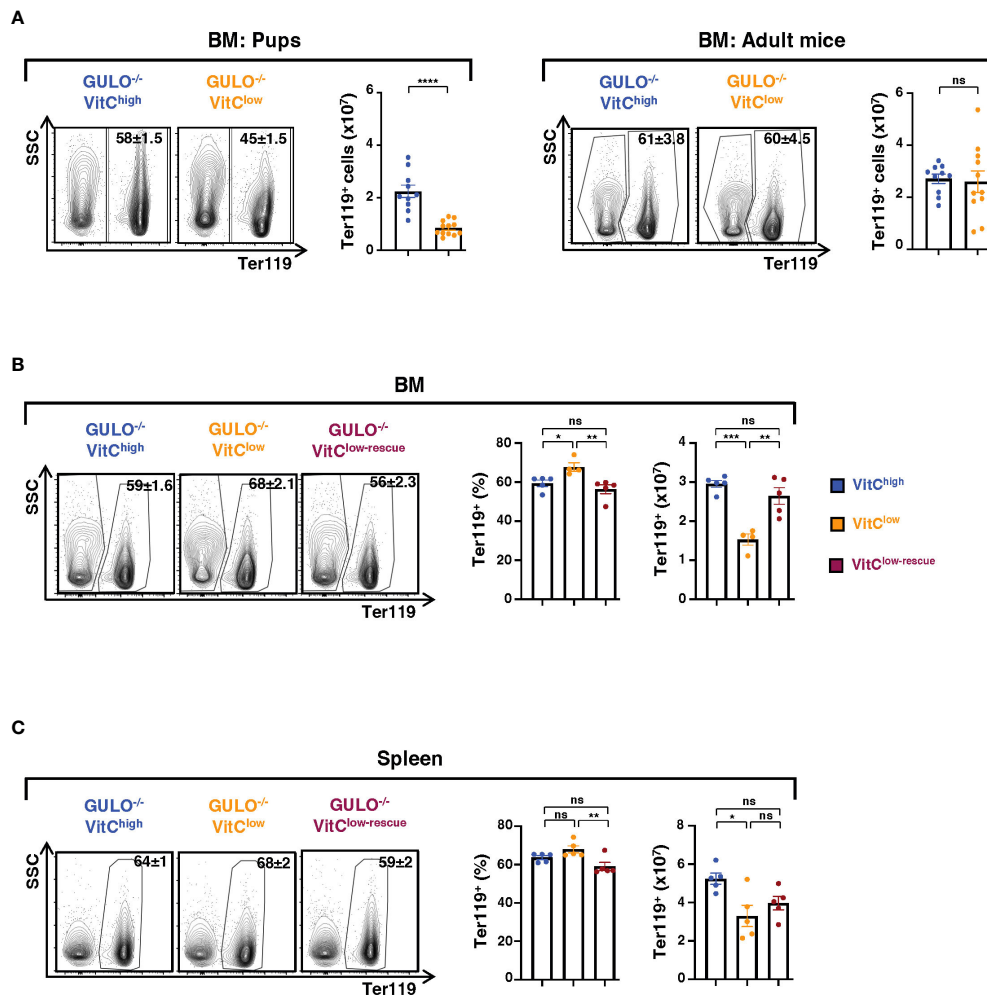 A
BM: Pups
GULO-/- GULO-/-
VitChigh VitClow
58±1.5 45±1.5
SSC
Ter119
****
Ter119+ cells (x10⁷)
6
4
2
0
BM: Adult mice
GULO-/- GULO-/-
VitChigh VitClow
61±3.8 60±4.5
SSC
Ter119
ns
Ter119+ cells (x10⁷)
6
4
2
0
B
BM
GULO-/- GULO-/- GULO-/-
VitChigh VitClow VitClow-rescue
59±1.6 68±2.1 56±2.3
SSC
Ter119
ns
* **
Ter119+ (%)
80
60
40
20
0
ns
*** **
Ter119+ (x10⁷)
4
3
2
1
0
VitChigh
VitClow
VitClow-rescue
C
Spleen
GULO-/- GULO-/- GULO-/-
VitChigh VitClow VitClow-rescue
64±1 68±2 59±2
SSC
Ter119
ns
ns **
Ter119+ (%)
80
60
40
20
0
ns
* ns
Ter119+ (x10⁷)
8
6
4
2
0